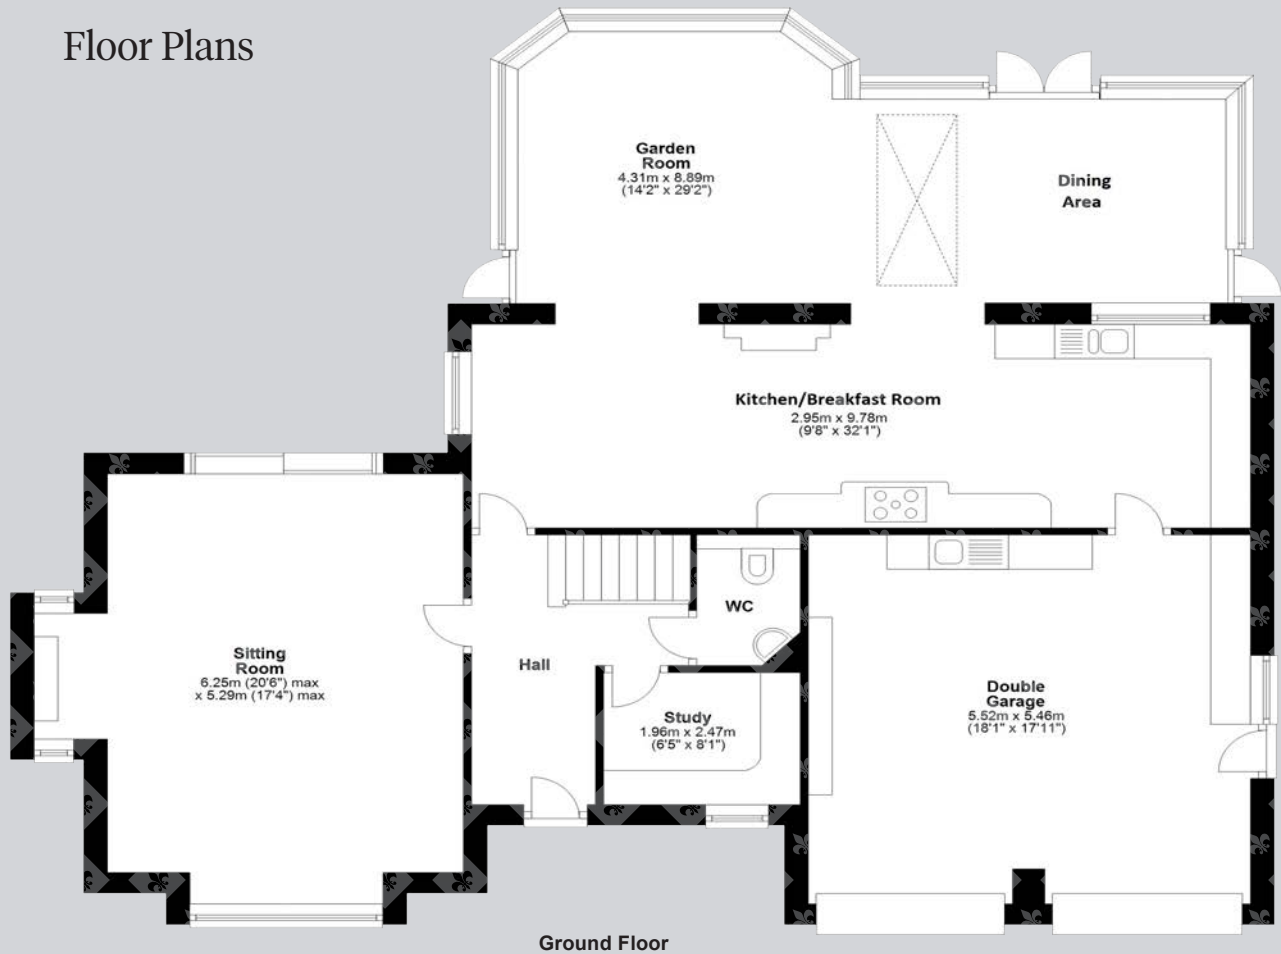 Floor Plans
Garden
Room
4.31m x 8.89m
(14'2" x 29'2")
Dining
Area
Kitchen/Breakfast Room
2.95m x 9.78m
(9'8" x 32'1")
Sitting
Room
6.25m (20'6") max
x 5.29m (17'4") max
Hall
WC
Study
1.96m x 2.47m
(6'5" x 8'1")
Double
Garage
5.52m x 5.46m
(18'1" x 17'11")
Ground Floor